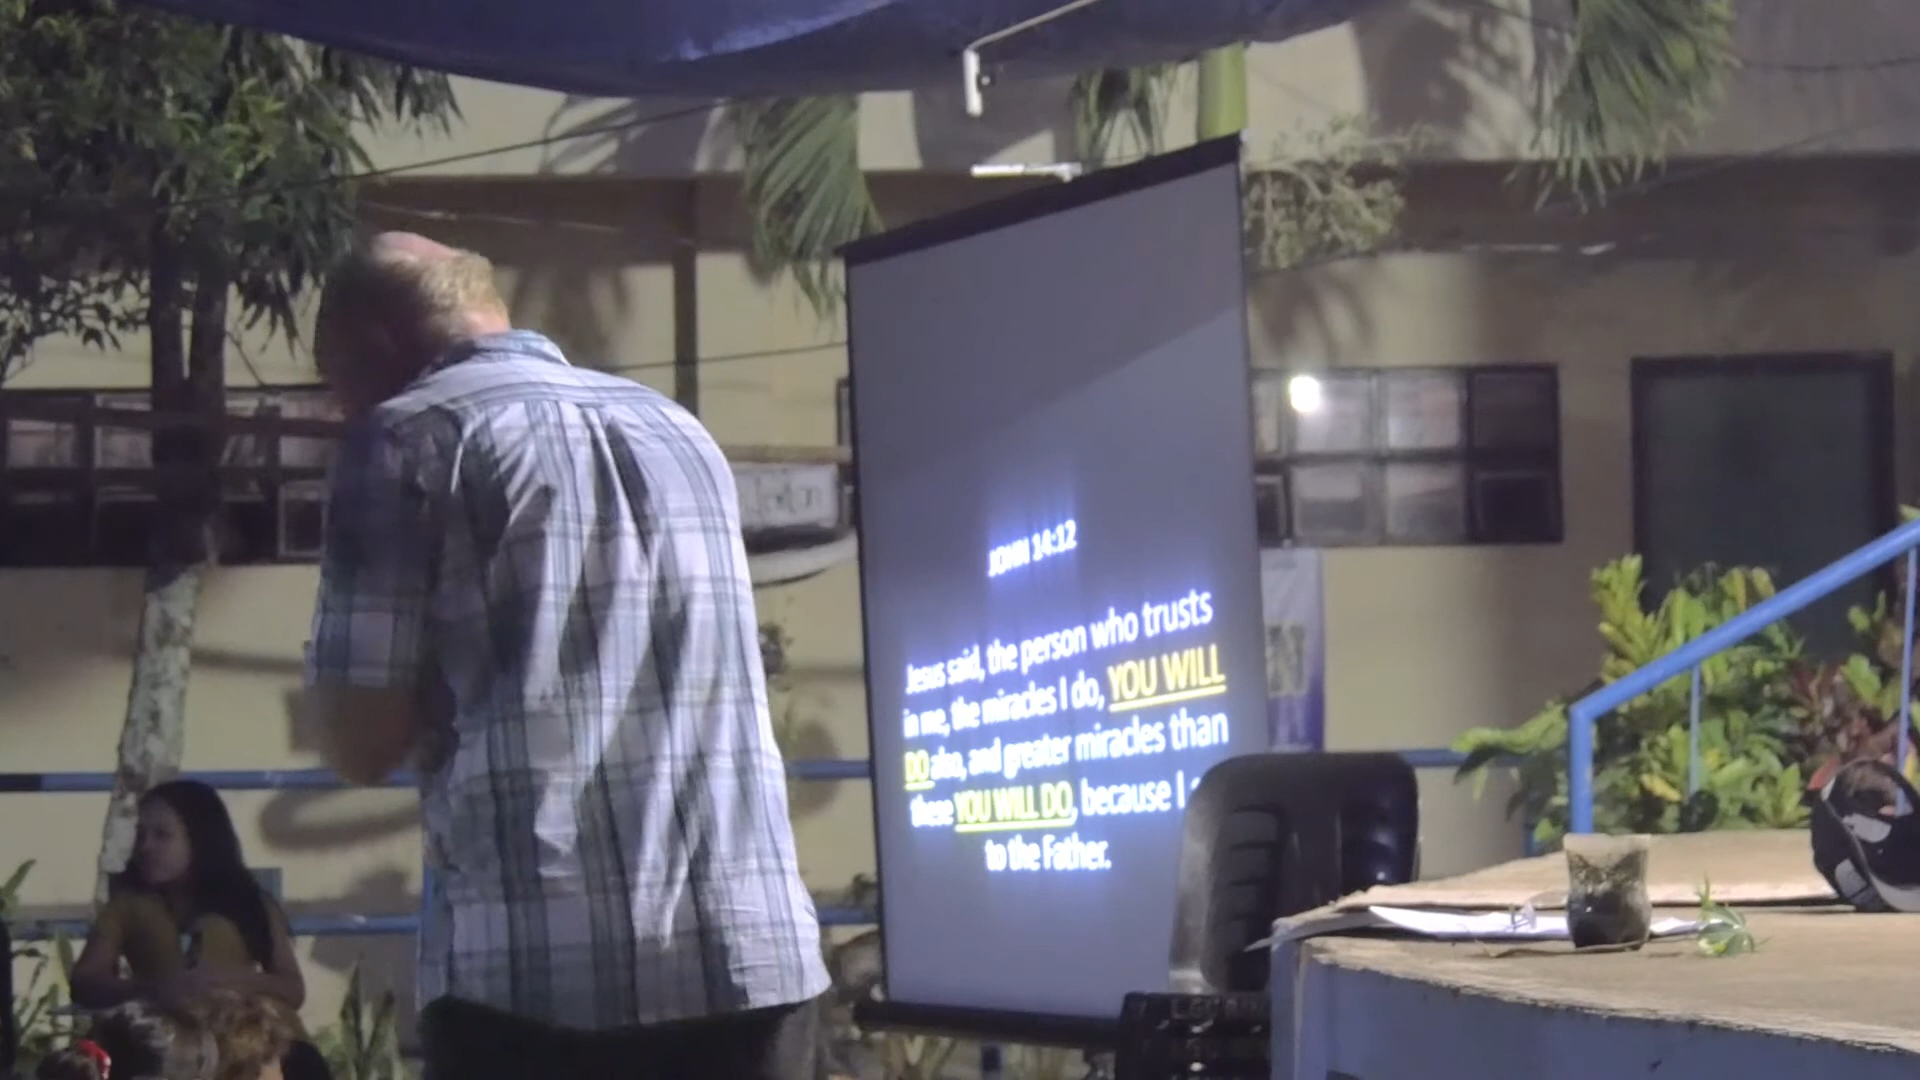 JOHN 14:12
Jesus said, the person who trusts
in me, the miracles I do, YOU WILL
DO also, and greater miracles than
these YOU WILL DO, because I
to the Father.